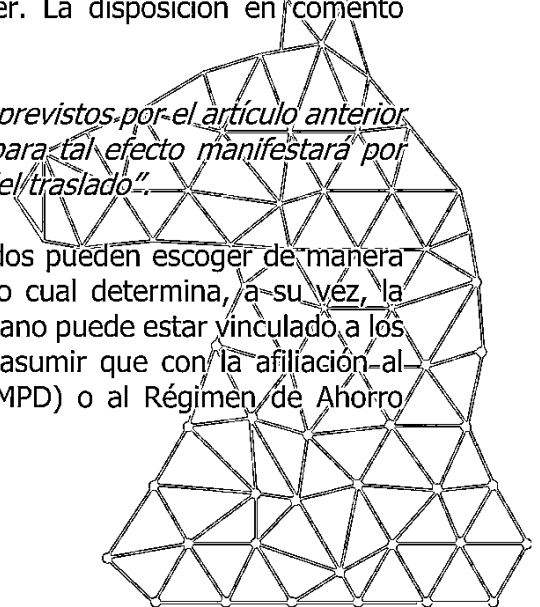 er. La disposición en comento
previstos por el artículo anterior
para tal efecto manifestará por
el traslado”.
dos pueden escoger de manera
o cual determina, a su vez, la
ano puede estar vinculado a los
asumir que con la afiliación al
MPD) o al Régimen de Ahorro